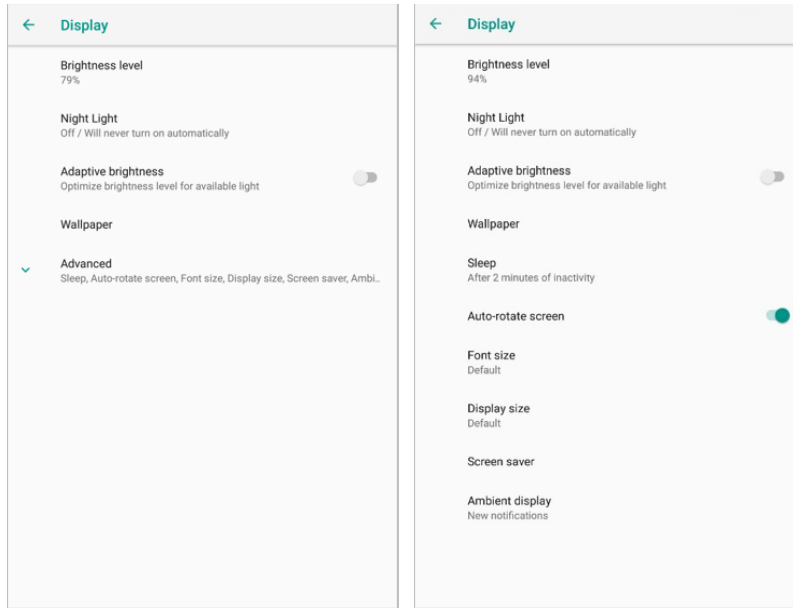 Display
Brightness level
79%
Night Light
Off / Will never turn on automatically
Adaptive brightness
Optimize brightness level for available light
Wallpaper
Advanced
Sleep, Auto-rotate screen, Font size, Display size, Screen saver, Ambi..
Display
Brightness level
94%
Night Light
Off / Will never turn on automatically
Adaptive brightness
Optimize brightness level for available light
Wallpaper
Sleep
After 2 minutes of inactivity
Auto-rotate screen
Font size
Default
Display size
Default
Screen saver
Ambient display
New notifications